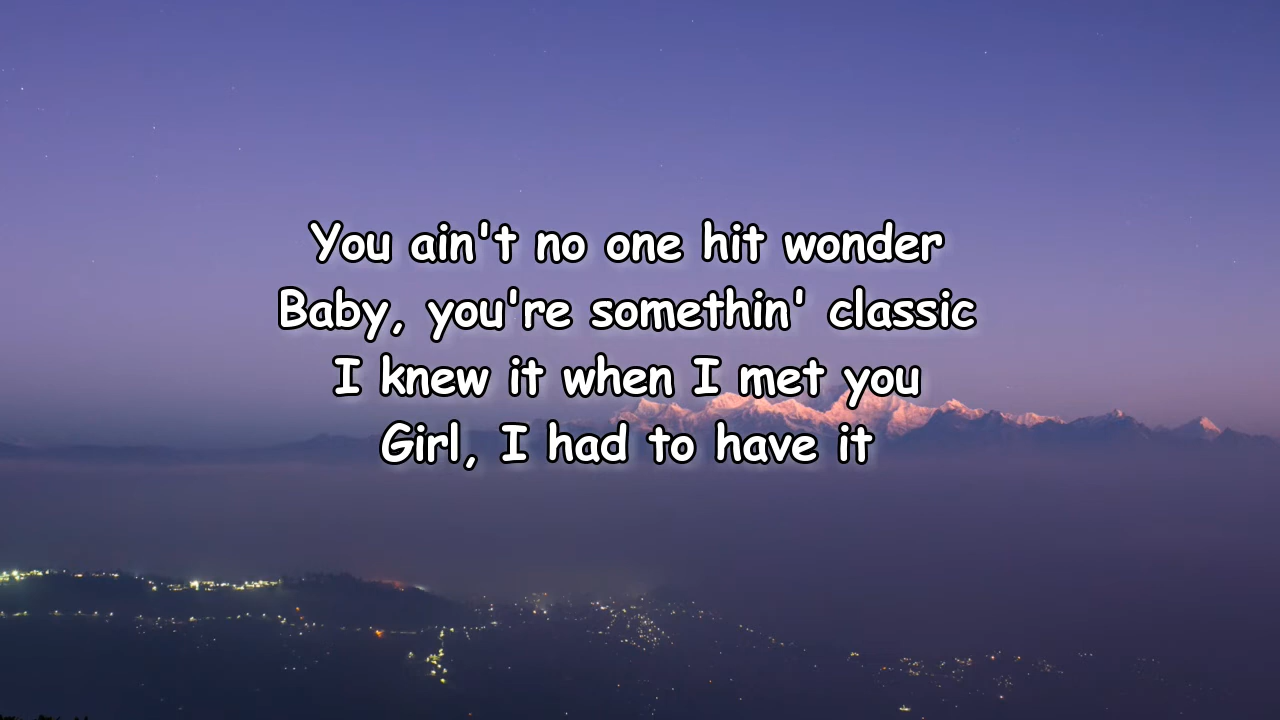 You ain't no one hit wonder
Baby, you're somethin' classic
I knew it when I met you
Girl, I had to have it